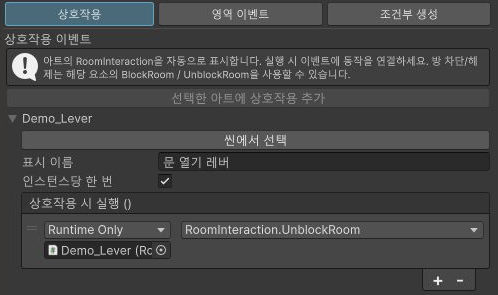 상호작용
영역 이벤트
조건부 생성
상호작용 이벤트
아트의 RoomInteraction을 자동으로 표시합니다. 실행 시 이벤트에 동작을 연결하세요. 방 차단/해
제는 해당 요소의 BlockRoom / UnblockRoom을 사용할 수 있습니다.
선택한 아트에 상호작용 추가
Demo_Lever
씬에서 선택
표시 이름
문 열기 레버
인스턴스당 한 번
상호작용 시 실행 ()
Runtime Only
RoomInteraction.UnblockRoom
Demo_Lever (Ro
+ -